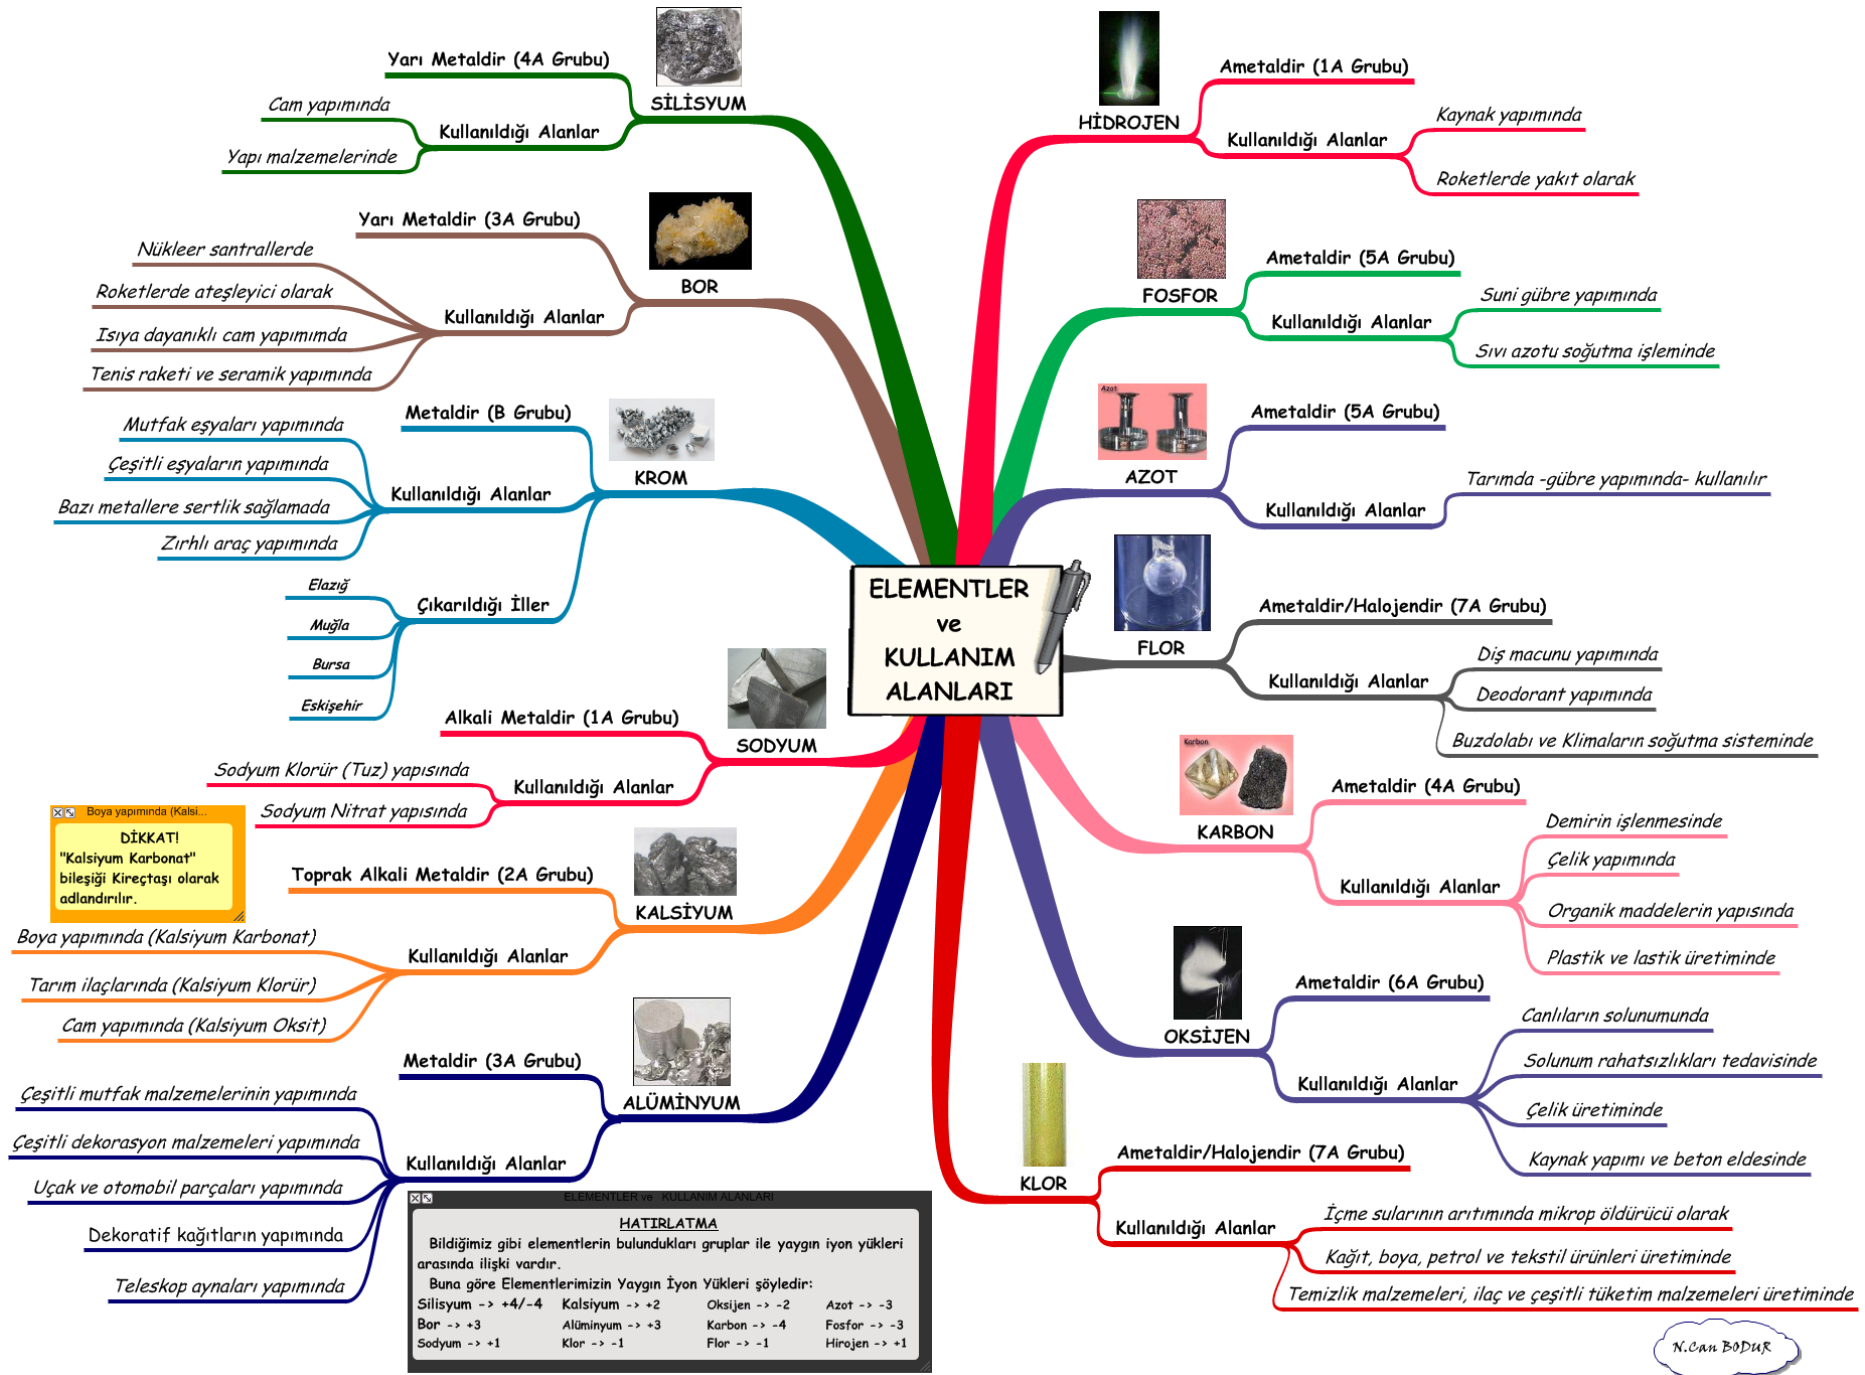 ELEMENTLER
ve
KULLANIM
ALANLARI
SİLİSYUM
Yarı Metaldir (4A Grubu)
Kullanıldığı Alanlar
Cam yapımında
Yapı malzemelerinde
BOR
Yarı Metaldir (3A Grubu)
Kullanıldığı Alanlar
Nükleer santrallerde
Roketlerde ateşleyici olarak
Isıya dayanıklı cam yapımımda
Tenis raketi ve seramik yapımında
KROM
Metaldir (B Grubu)
Kullanıldığı Alanlar
Mutfak eşyaları yapımında
Çeşitli eşyaların yapımında
Bazı metallere sertlik sağlamada
Zırhlı araç yapımında
Çıkarıldığı İller
Elazığ
Muğla
Bursa
Eskişehir
SODYUM
Alkali Metaldir (1A Grubu)
Kullanıldığı Alanlar
Sodyum Klorür (Tuz) yapısında
Sodyum Nitrat yapısında
KALSİYUM
Toprak Alkali Metaldir (2A Grubu)
Kullanıldığı Alanlar
Boya yapımında (Kalsiyum Karbonat)
Tarım ilaçlarında (Kalsiyum Klorür)
Cam yapımında (Kalsiyum Oksit)
Boya yapımında (Kalsi...
DİKKAT!
"Kalsiyum Karbonat"
bileşiği Kireçtaşı olarak
adlandırılır.
ALÜMİNYUM
Metaldir (3A Grubu)
Kullanıldığı Alanlar
Çeşitli mutfak malzemelerinin yapımında
Çeşitli dekorasyon malzemeleri yapımında
Uçak ve otomobil parçaları yapımında
Dekoratif kağıtların yapımında
Teleskop aynaları yapımında
HİDROJEN
Ametaldir (1A Grubu)
Kullanıldığı Alanlar
Kaynak yapımında
Roketlerde yakıt olarak
FOSFOR
Ametaldir (5A Grubu)
Kullanıldığı Alanlar
Suni gübre yapımında
Sıvı azotu soğutma işleminde
Azot
AZOT
Ametaldir (5A Grubu)
Kullanıldığı Alanlar
Tarımda -gübre yapımında- kullanılır
FLOR
Ametaldir/Halojendir (7A Grubu)
Kullanıldığı Alanlar
Diş macunu yapımında
Deodorant yapımında
Buzdolabı ve Klimaların soğutma sisteminde
Karbon
KARBON
Ametaldir (4A Grubu)
Kullanıldığı Alanlar
Demirin işlenmesinde
Çelik yapımında
Organik maddelerin yapısında
Plastik ve lastik üretiminde
OKSİJEN
Ametaldir (6A Grubu)
Kullanıldığı Alanlar
Canlıların solunumunda
Solunum rahatsızlıkları tedavisinde
Çelik üretiminde
Kaynak yapımı ve beton eldesinde
KLOR
Ametaldir/Halojendir (7A Grubu)
Kullanıldığı Alanlar
İçme sularının arıtımında mikrop öldürücü olarak
Kağıt, boya, petrol ve tekstil ürünleri üretiminde
Temizlik malzemeleri, ilaç ve çeşitli tüketim malzemeleri üretiminde
ELEMENTLER ve KULLANIM ALANLARI
HATIRLATMA
Bildiğimiz gibi elementlerin bulundukları gruplar ile yaygın iyon yükleri
arasında ilişki vardır.
Buna göre Elementlerimizin Yaygın İyon Yükleri şöyledir:
Silisyum -> +4/-4 Kalsiyum -> +2 Oksijen -> -2 Azot -> -3
Bor -> +3 Alüminyum -> +3 Karbon -> -4 Fosfor -> -3
Sodyum -> +1 Klor -> -1 Flor -> -1 Hirojen -> +1
N.Can BODUR